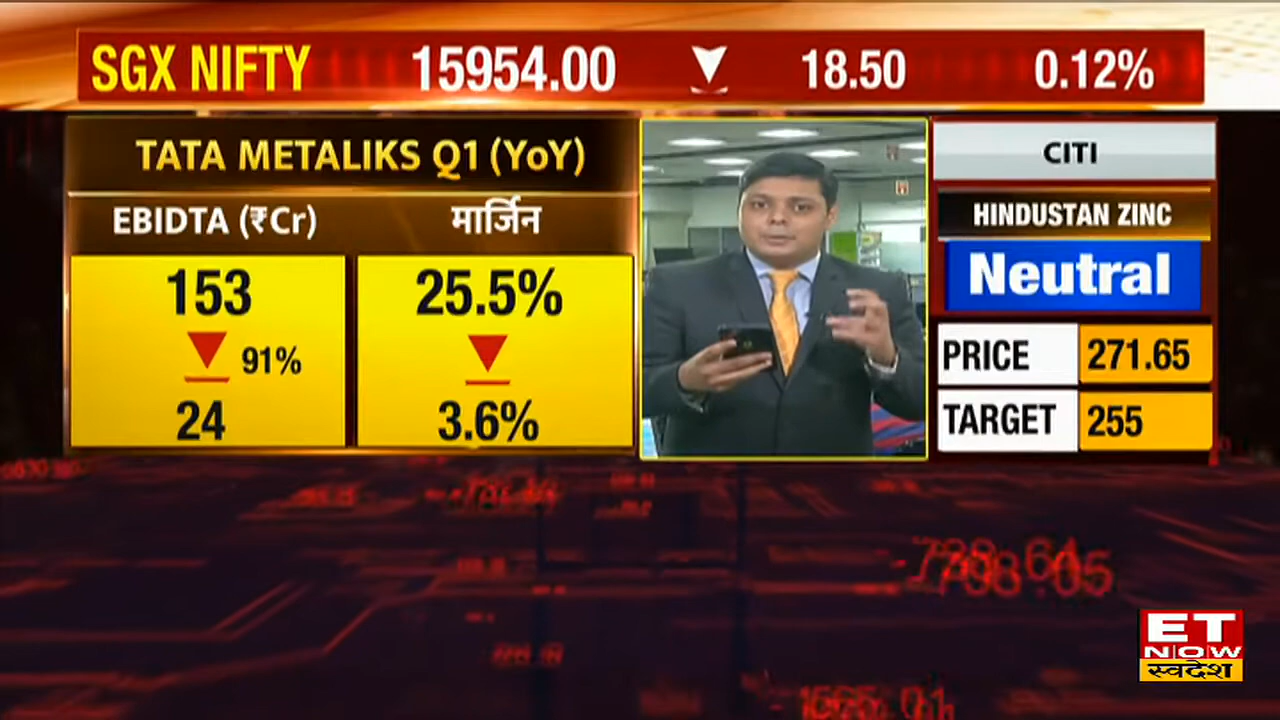 SGX NIFTY 15954.00 18.50 0.12%
TATA METALIKS Q1 (YoY)
EBIDTA (₹Cr) मार्जिन
153 25.5%
91%
24 3.6%
CITI
HINDUSTAN ZINC
Neutral
PRICE 271.65
TARGET 255
ET
NOW
स्वदेश